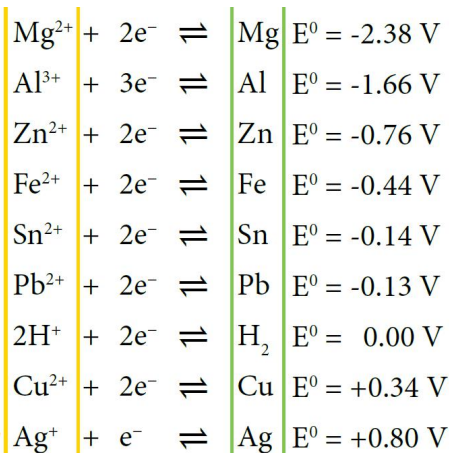 Mg²⁺ + 2e⁻ ⇌ Mg E⁰ = -2.38 V
Al³⁺ + 3e⁻ ⇌ Al E⁰ = -1.66 V
Zn²⁺ + 2e⁻ ⇌ Zn E⁰ = -0.76 V
Fe²⁺ + 2e⁻ ⇌ Fe E⁰ = -0.44 V
Sn²⁺ + 2e⁻ ⇌ Sn E⁰ = -0.14 V
Pb²⁺ + 2e⁻ ⇌ Pb E⁰ = -0.13 V
2H⁺ + 2e⁻ ⇌ H₂ E⁰ = 0.00 V
Cu²⁺ + 2e⁻ ⇌ Cu E⁰ = +0.34 V
Ag⁺ + e⁻ ⇌ Ag E⁰ = +0.80 V